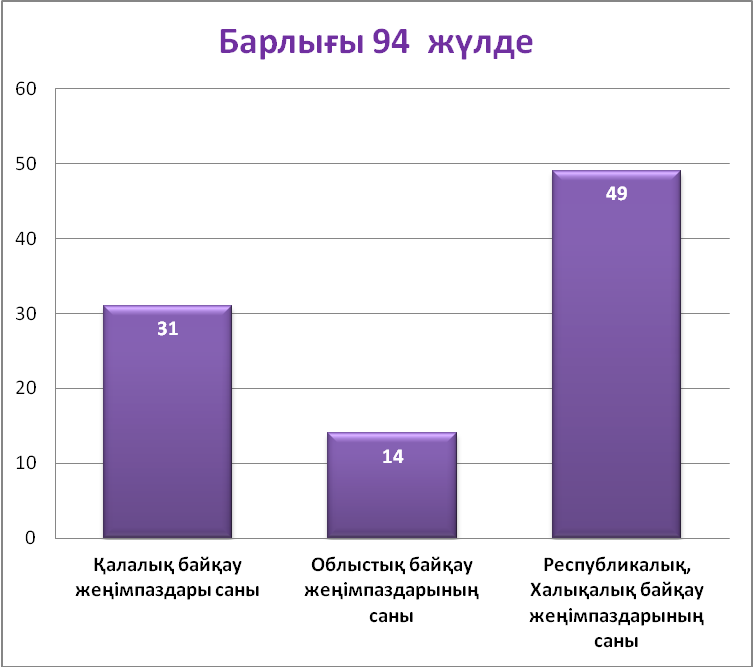 Барлығы 94 жүлде
60
50
40
30
20
10
0
31
14
49
Қалалық байқау
жеңімпаздары саны
Облыстық байқау
жеңімпаздарының
саны
Республикалық,
Халықалық байқау
жеңімпаздарының
саны